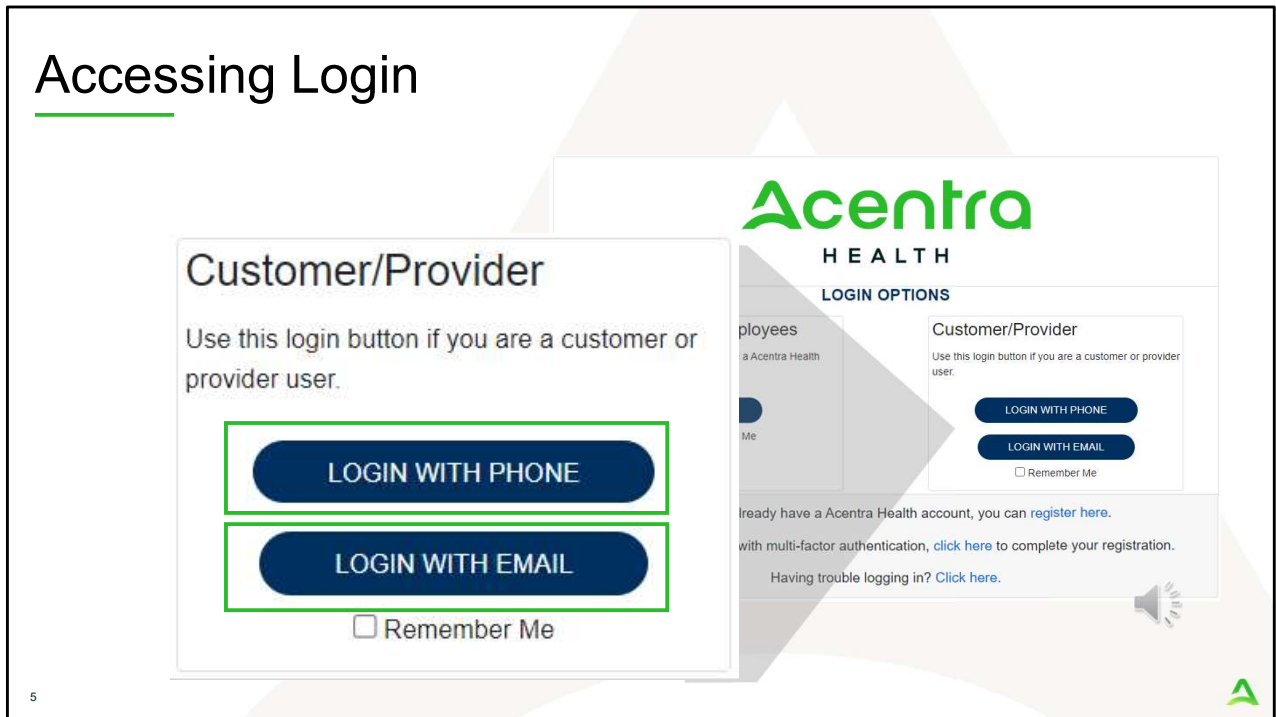 Accessing Login
Customer/Provider
Use this login button if you are a customer or
provider user.
LOGIN WITH PHONE
LOGIN WITH EMAIL
Remember Me
Acentra
HEALTH
LOGIN OPTIONS
ployees
a Acentra Health
Me
Customer/Provider
Use this login button if you are a customer or provider
user.
LOGIN WITH PHONE
LOGIN WITH EMAIL
Remember Me
lready have a Acentra Health account, you can register here.
with multi-factor authentication, click here to complete your registration.
Having trouble logging in? Click here.
5